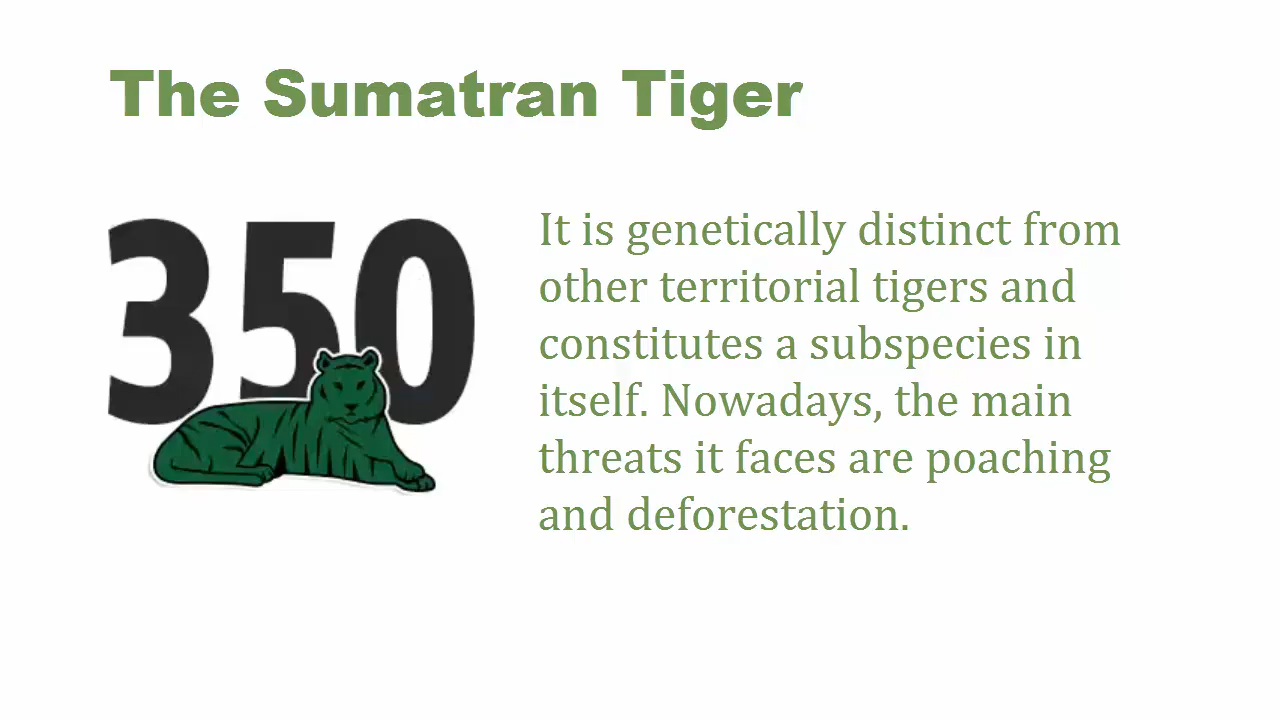 The Sumatran Tiger
350
It is genetically distinct from
other territorial tigers and
constitutes a subspecies in
itself. Nowadays, the main
threats it faces are poaching
and deforestation.